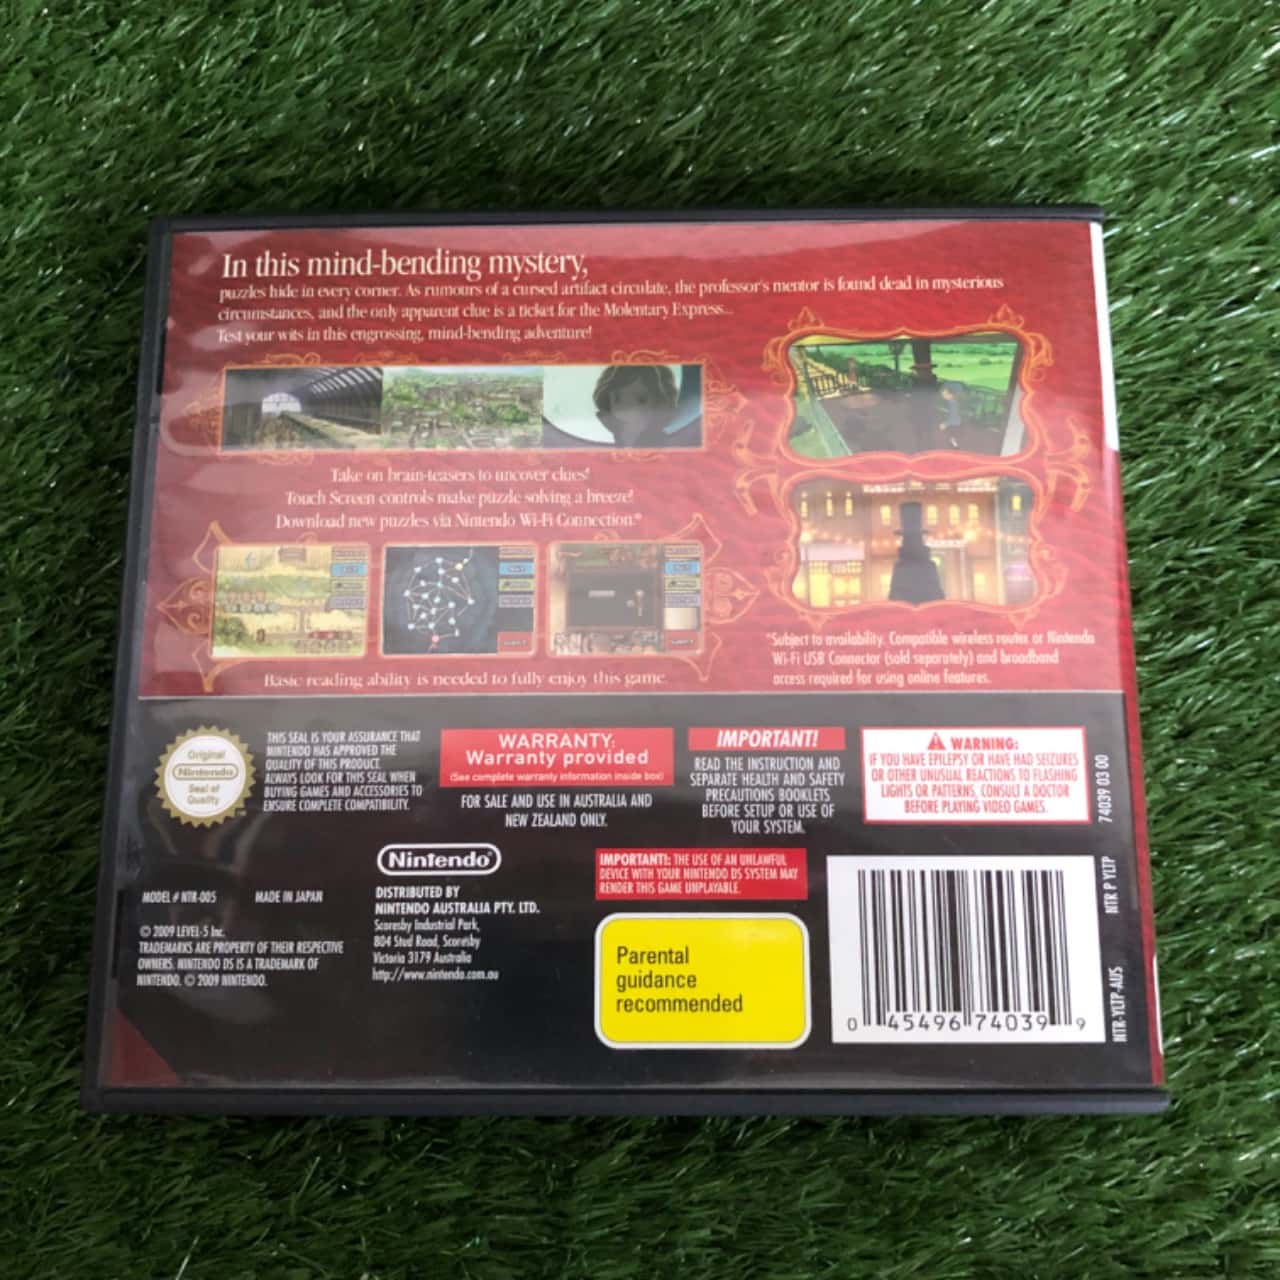 In this mind-bending mystery,
puzzles hide in every corner. As rumours of a cursed artifact circulate, the professor's mentor is found dead in mysterious
circumstances, and the only apparent clue is a ticket for the Molentary Express...
Test your wits in this engrossing, mind-bending adventure!
Take on brain-teasers to uncover clues!
Touch Screen controls make puzzle solving a breeze!
Download new puzzles via Nintendo Wi-Fi Connection.*
Basic reading ability is needed to fully enjoy this game.
*Subject to availability. Compatible wireless router or Nintendo
Wi-Fi USB Connector (sold separately) and broadband
access required for using online features.
Original
Nintendo
Seal of
Quality
THIS SEAL IS YOUR ASSURANCE THAT
NINTENDO HAS APPROVED THE
QUALITY OF THIS PRODUCT.
ALWAYS LOOK FOR THIS SEAL WHEN
BUYING GAMES AND ACCESSORIES TO
ENSURE COMPLETE COMPATIBILITY.
WARRANTY:
Warranty provided
(See complete warranty information inside box)
FOR SALE AND USE IN AUSTRALIA AND
NEW ZEALAND ONLY.
IMPORTANT!
READ THE INSTRUCTION AND
SEPARATE HEALTH AND SAFETY
PRECAUTIONS BOOKLETS
BEFORE SETUP OR USE OF
YOUR SYSTEM.
WARNING:
IF YOU HAVE EPILEPSY OR HAVE HAD SEIZURES
OR OTHER UNUSUAL REACTIONS TO FLASHING
LIGHTS OR PATTERNS, CONSULT A DOCTOR
BEFORE PLAYING VIDEO GAMES.
74039 03 00
MODEL # NTR-005 MADE IN JAPAN
© 2009 LEVEL-5 Inc.
TRADEMARKS ARE PROPERTY OF THEIR RESPECTIVE
OWNERS. NINTENDO DS IS A TRADEMARK OF
NINTENDO. © 2009 NINTENDO.
Nintendo®
DISTRIBUTED BY
NINTENDO AUSTRALIA PTY. LTD.
Scoresby Industrial Park,
804 Stud Road, Scoresby
Victoria 3179 Australia
http://www.nintendo.com.au
IMPORTANT!: THE USE OF AN UNLAWFUL
DEVICE WITH YOUR NINTENDO DS SYSTEM MAY
RENDER THIS GAME UNPLAYABLE.
Parental
guidance
recommended
0 45496 74039 9
NTR P YLTP
NTR-YLTP-AUS